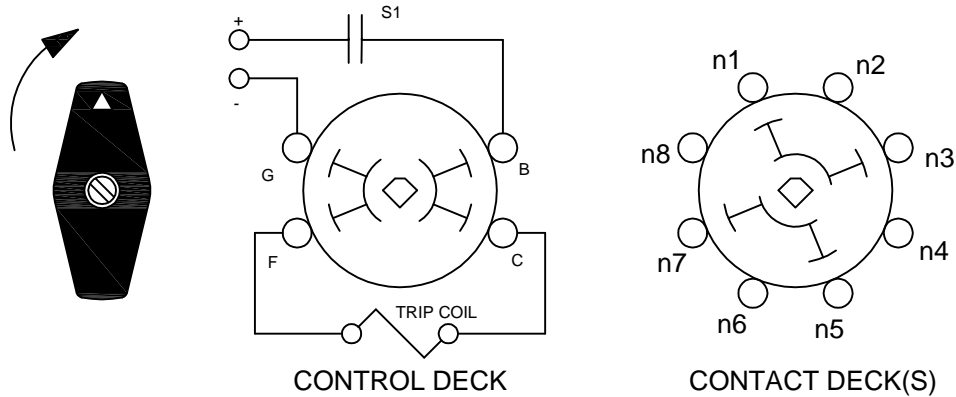 S1
+
-
G
B
F
C
TRIP COIL
CONTROL DECK
n1
n2
n8
n3
n7
n4
n6
n5
CONTACT DECK(S)